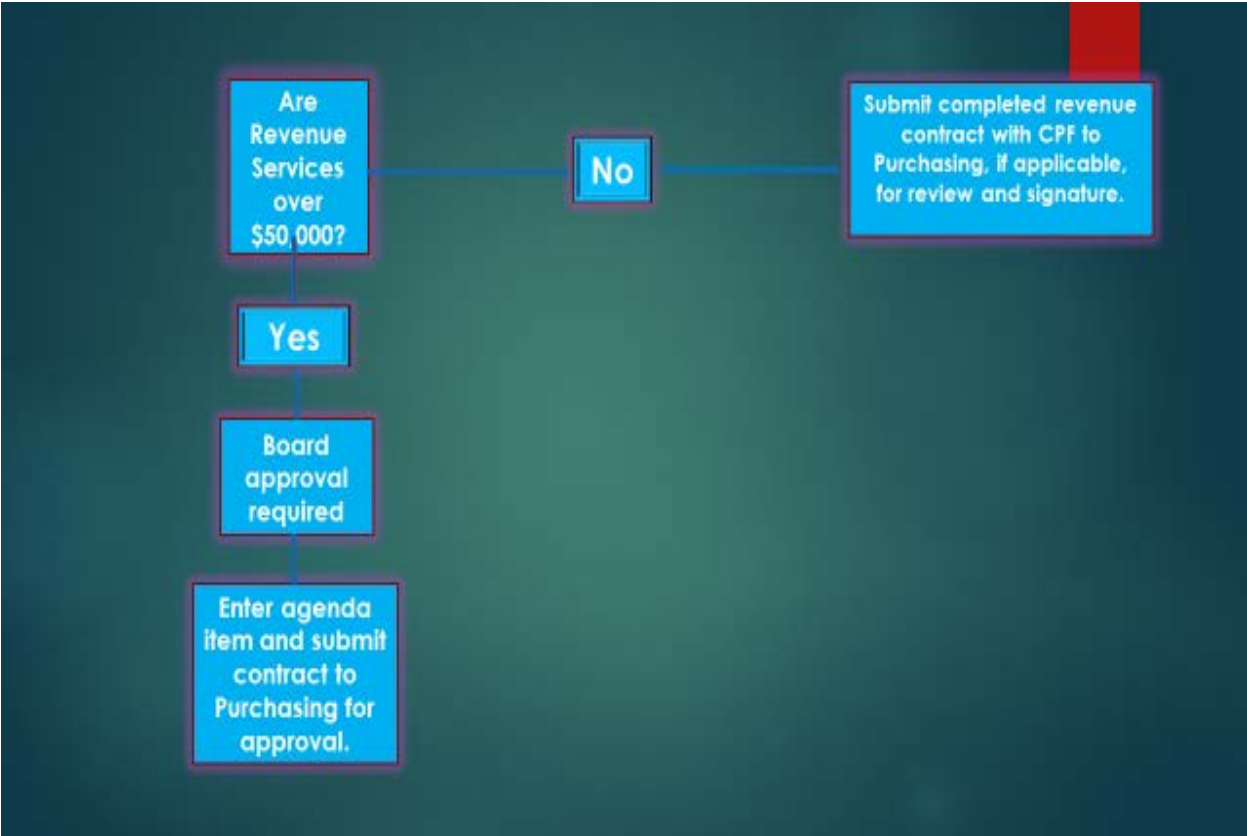 Are
Revenue
Services
over
$50,000?
No
Submit completed revenue
contract with CPF to
Purchasing, if applicable,
for review and signature.
Yes
Board
approval
required
Enter agenda
item and submit
contract to
Purchasing for
approval.